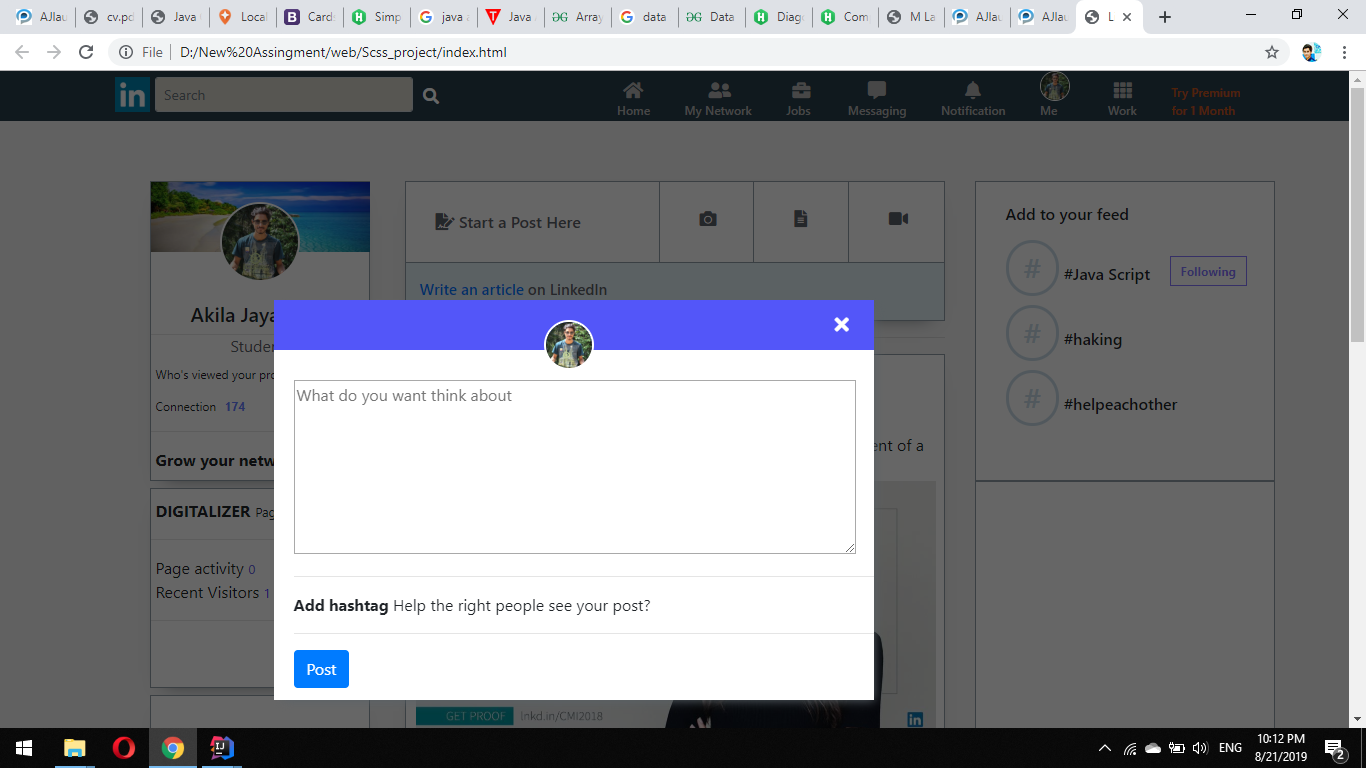 AJlau
cv.pd
Java
Local
Card
Simp
java a
Java
Array
data
Data
Diag
Com
M La
AJlau
AJlau
L
File
D:/New%20Assingment/web/Scss_project/index.html
in
Search
Home
My Network
Jobs
Messaging
Notification
Me
Work
Try Premium
for 1 Month
Akila Jaya
Studen
Who's viewed your pro
Connection 174
Grow your netw
DIGITALIZER Pag
Page activity 0
Recent Visitors 1
Start a Post Here
Write an article on LinkedIn
What do you want think about
Add hashtag Help the right people see your post?
Post
ent of a
GET PROOF inkd.in/CMI2018
in
Add to your feed
# #Java Script Following
# #haking
# #helpeachother
ENG
10:12 PM
8/21/2019
2